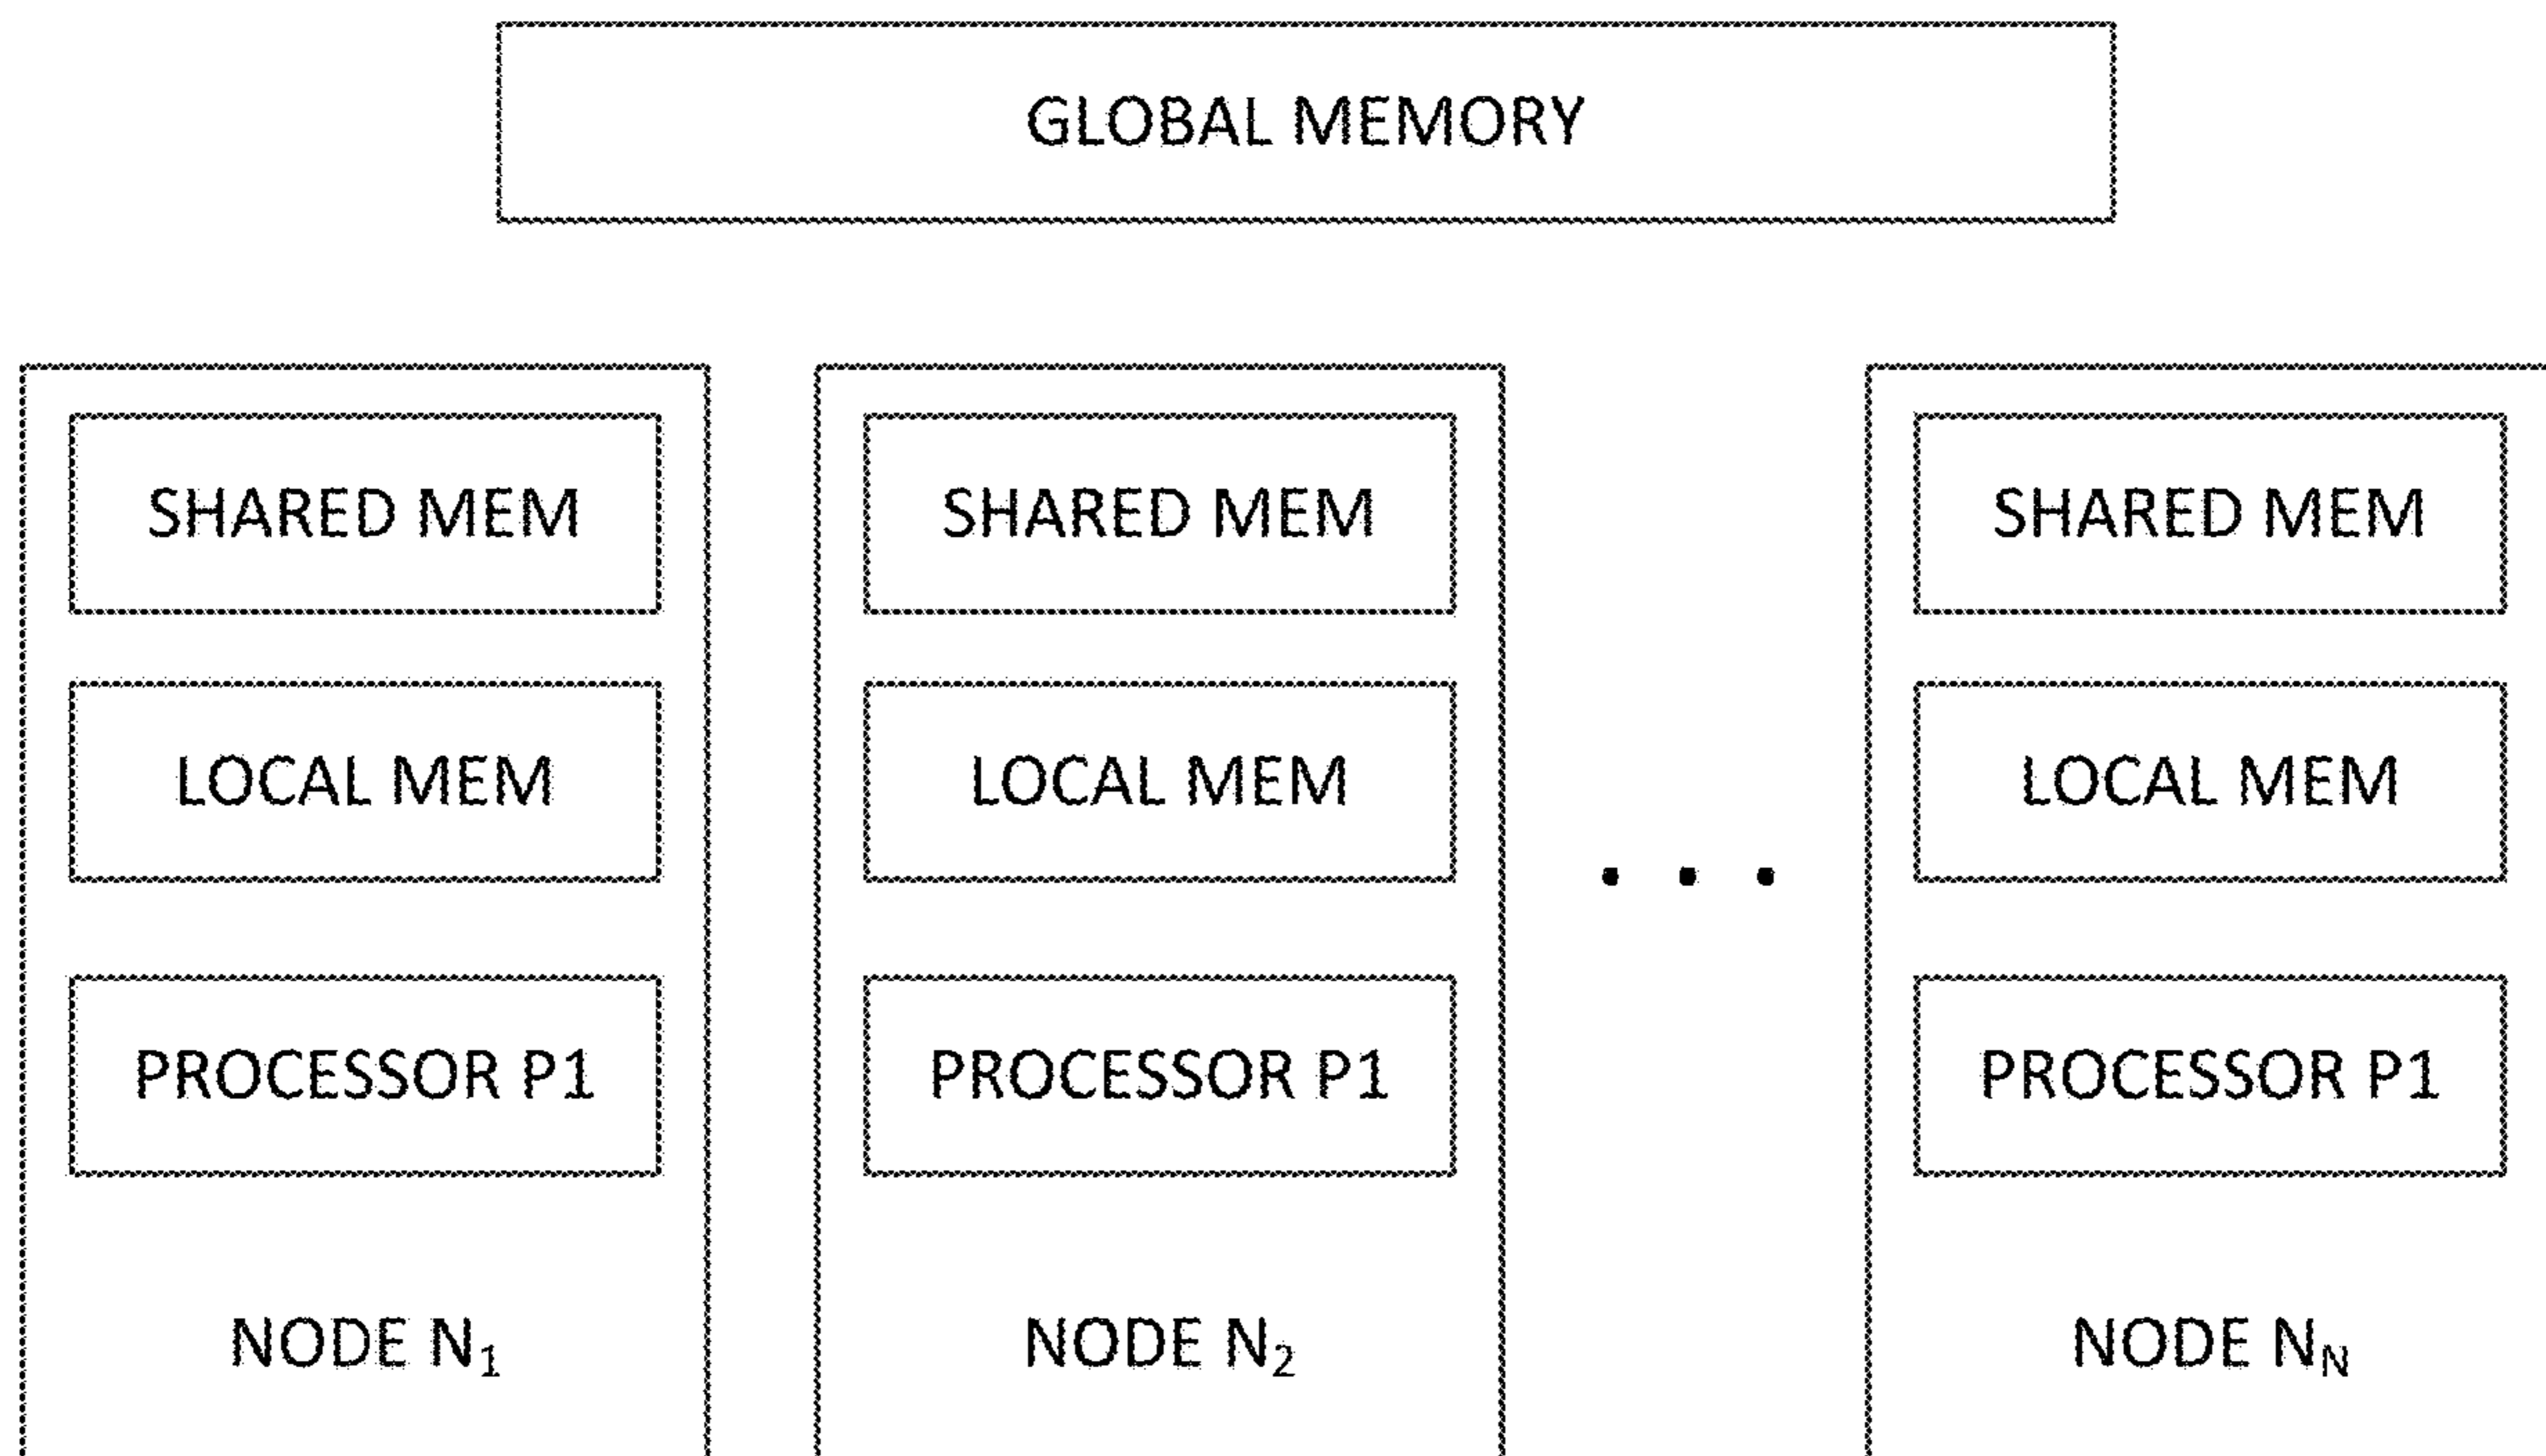 GLOBAL MEMORY
SHARED MEM
LOCAL MEM
PROCESSOR P1
NODE N₁
SHARED MEM
LOCAL MEM
PROCESSOR P1
NODE N₂
. . .
SHARED MEM
LOCAL MEM
PROCESSOR P1
NODE N_N